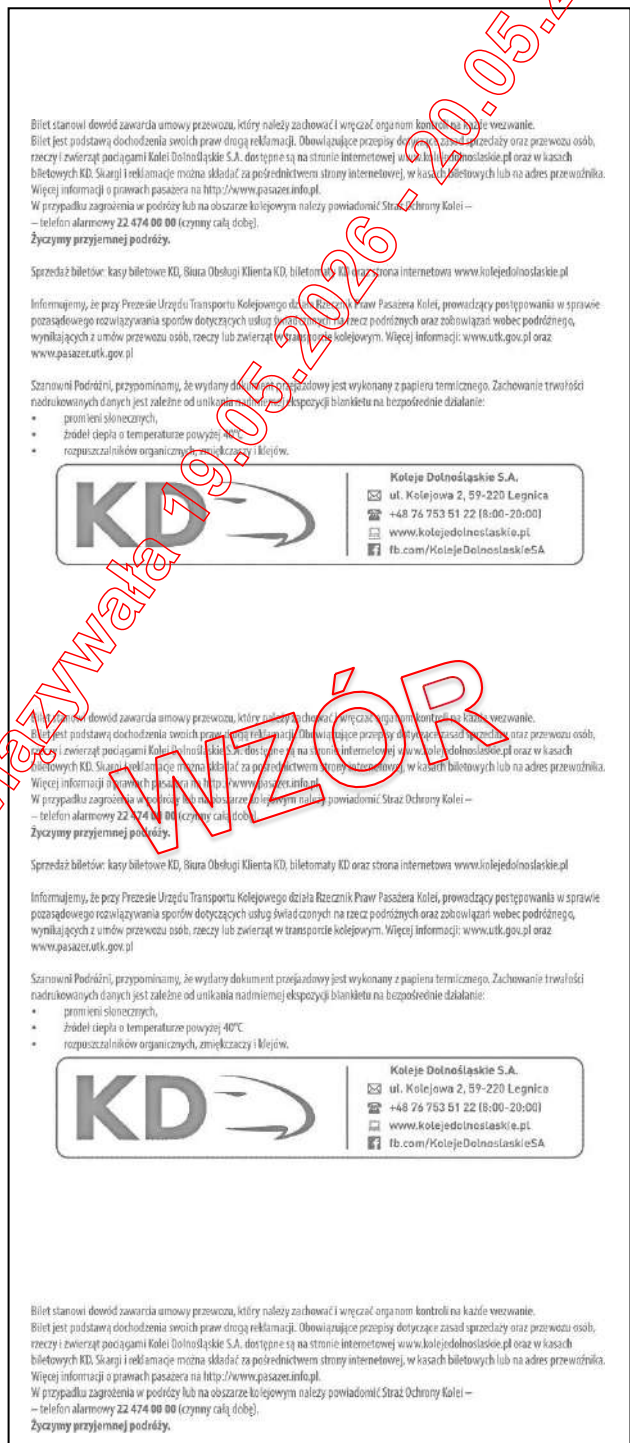 Bilet stanowi dowód zawarcia umowy przewozu, który należy zachować i wręczać organom kontroli na każde wezwanie.
Bilet jest podstawą dochodzenia swoich praw drogą reklamacji. Obowiązujące przepisy dotyczące zasad sprzedaży oraz przewozu osób,
rzeczy i zwierząt pociągami Kolei Dolnośląskie S.A. dostępne są na stronie internetowej www.kolejedolnoslaskie.pl oraz w kasach
biletowych KD. Skargi i reklamacje można składać za pośrednictwem strony internetowej, w kasach biletowych lub na adres przewoźnika.
Więcej informacji o prawach pasażera na http://www.pasazer.info.pl.
W przypadku zagrożenia w podróży lub na obszarze kolejowym należy powiadomić Straż Ochrony Kolei –
– telefon alarmowy 22 474 00 00 (czynny całą dobę).
Życzymy przyjemnej podróży.
Sprzedaż biletów: kasy biletowe KD, Biura Obsługi Klienta KD, biletomaty KD oraz strona internetowa www.kolejedolnoslaskie.pl
Informujemy, że przy Prezesie Urzędu Transportu Kolejowego działa Rzecznik Praw Pasażera Kolei, prowadzący postępowania w sprawie
pozasądowego rozwiązywania sporów dotyczących usług świadczonych na rzecz podróżnych oraz zobowiązań wobec podróżnego,
wynikających z umów przewozu osób, rzeczy lub zwierząt w transporcie kolejowym. Więcej informacji: www.utk.gov.pl oraz
www.pasazer.utk.gov.pl
Szanowni Podróżni, przypominamy, że wydany dokument przejazdowy jest wykonany z papieru termicznego. Zachowanie trwałości
nadrukowanych danych jest zależne od unikania nadmiernej ekspozycji blankietu na bezpośrednie działanie:
• promieni słonecznych,
• źródeł ciepła o temperaturze powyżej 40°C
• rozpuszczalników organicznych, zmiękczaczy i klejów.
KD
Koleje Dolnośląskie S.A.
ul. Kolejowa 2, 59-220 Legnica
+48 76 753 51 22 (8:00-20:00)
www.kolejedolnoslaskie.pl
fb.com/KolejeDolnoslaskieSA
19.05.2026 - 20.05.2
WZÓR
Bilet stanowi dowód zawarcia umowy przewozu, który należy zachować i wręczać organom kontroli na każde wezwanie.
Bilet jest podstawą dochodzenia swoich praw drogą reklamacji. Obowiązujące przepisy dotyczące zasad sprzedaży oraz przewozu osób,
rzeczy i zwierząt pociągami Kolei Dolnośląskie S.A. dostępne są na stronie internetowej www.kolejedolnoslaskie.pl oraz w kasach
biletowych KD. Skargi i reklamacje można składać za pośrednictwem strony internetowej, w kasach biletowych lub na adres przewoźnika.
Więcej informacji o prawach pasażera na http://www.pasazer.info.pl.
W przypadku zagrożenia w podróży lub na obszarze kolejowym należy powiadomić Straż Ochrony Kolei –
– telefon alarmowy 22 474 00 00 (czynny całą dobę).
Życzymy przyjemnej podróży.
Sprzedaż biletów: kasy biletowe KD, Biura Obsługi Klienta KD, biletomaty KD oraz strona internetowa www.kolejedolnoslaskie.pl
Informujemy, że przy Prezesie Urzędu Transportu Kolejowego działa Rzecznik Praw Pasażera Kolei, prowadzący postępowania w sprawie
pozasądowego rozwiązywania sporów dotyczących usług świadczonych na rzecz podróżnych oraz zobowiązań wobec podróżnego,
wynikających z umów przewozu osób, rzeczy lub zwierząt w transporcie kolejowym. Więcej informacji: www.utk.gov.pl oraz
www.pasazer.utk.gov.pl
Szanowni Podróżni, przypominamy, że wydany dokument przejazdowy jest wykonany z papieru termicznego. Zachowanie trwałości
nadrukowanych danych jest zależne od unikania nadmiernej ekspozycji blankietu na bezpośrednie działanie:
• promieni słonecznych,
• źródeł ciepła o temperaturze powyżej 40°C
• rozpuszczalników organicznych, zmiękczaczy i klejów.
KD
Koleje Dolnośląskie S.A.
ul. Kolejowa 2, 59-220 Legnica
+48 76 753 51 22 (8:00-20:00)
www.kolejedolnoslaskie.pl
fb.com/KolejeDolnoslaskieSA
Bilet stanowi dowód zawarcia umowy przewozu, który należy zachować i wręczać organom kontroli na każde wezwanie.
Bilet jest podstawą dochodzenia swoich praw drogą reklamacji. Obowiązujące przepisy dotyczące zasad sprzedaży oraz przewozu osób,
rzeczy i zwierząt pociągami Kolei Dolnośląskie S.A. dostępne są na stronie internetowej www.kolejedolnoslaskie.pl oraz w kasach
biletowych KD. Skargi i reklamacje można składać za pośrednictwem strony internetowej, w kasach biletowych lub na adres przewoźnika.
Więcej informacji o prawach pasażera na http://www.pasazer.info.pl.
W przypadku zagrożenia w podróży lub na obszarze kolejowym należy powiadomić Straż Ochrony Kolei –
– telefon alarmowy 22 474 00 00 (czynny całą dobę).
Życzymy przyjemnej podróży.